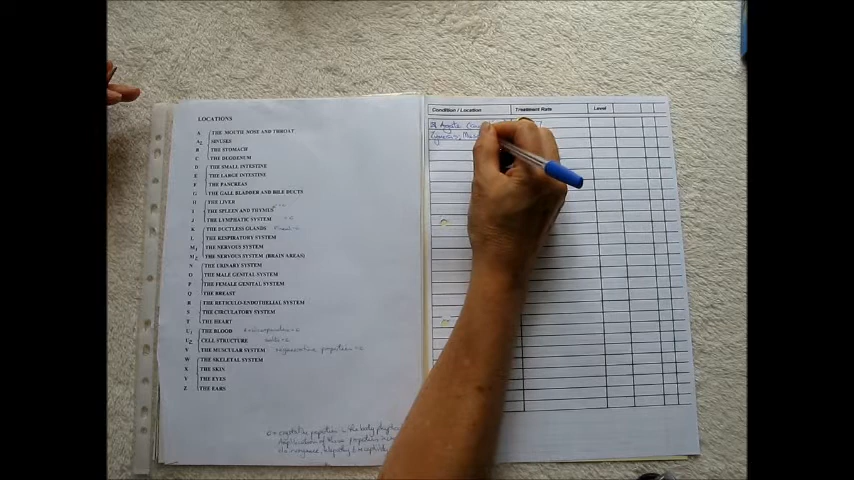 LOCATIONS
A THE MOUTH NOSE AND THROAT
A2 SINUSES
B THE STOMACH
C THE DUODENUM
D THE SMALL INTESTINE
E THE LARGE INTESTINE
F THE PANCREAS
G THE GALL BLADDER AND BILE DUCTS
H THE LIVER
I THE SPLEEN AND THYMUS
J THE LYMPHATIC SYSTEM
K THE DUCTLESS GLANDS
L THE RESPIRATORY SYSTEM
M1 THE NERVOUS SYSTEM
M2 THE NERVOUS SYSTEM (BRAIN AREAS)
N THE URINARY SYSTEM
O THE MALE GENITAL SYSTEM
P THE FEMALE GENITAL SYSTEM
Q THE BREAST
R THE RETICULO-ENDOTHELIAL SYSTEM
S THE CIRCULATORY SYSTEM
T THE HEART
U1 THE BLOOD
U2 CELL STRUCTURE
V THE MUSCULAR SYSTEM
W THE SKELETAL SYSTEM
X THE SKIN
Y THE EYES
Z THE EARS
in the body
of these
Condition / Location Treatment Rate Level